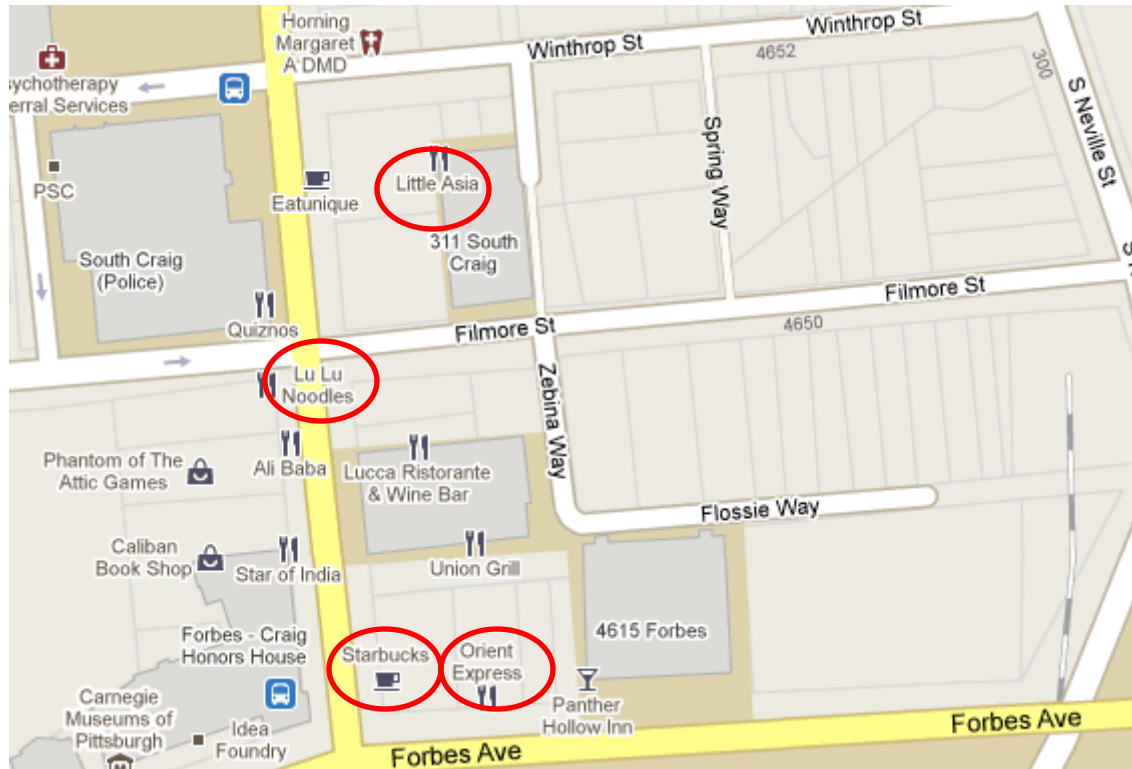 Horning
Margaret
A DMD
Winthrop St
Winthrop St
4652
300
S Neville St
sychotherapy
erral Services
PSC
Eatunique
Little Asia
Spring Way
311 South
Craig
South Craig
(Police)
Quiznos
Filmore St
Filmore St
4650
Lu Lu
Noodles
Zebina Way
Ali Baba
Phantom of The
Attic Games
Lucca Ristorante
& Wine Bar
Flossie Way
Caliban
Book Shop
Star of India
Union Grill
Forbes - Craig
Honors House
Starbucks
Orient
Express
4615 Forbes
Carnegie
Museums of
Pittsburgh
Idea
Foundry
Panther
Hollow Inn
Forbes Ave
Forbes Ave